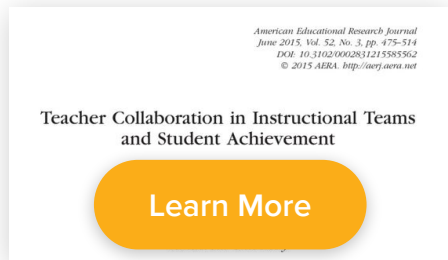 American Educational Research Journal
June 2015, Vol. 52, No. 3, pp. 475–514
DOI: 10.3102/0002831215585562
© 2015 AERA. http://aerj.aera.net
Teacher Collaboration in Instructional Teams
and Student Achievement
Learn More